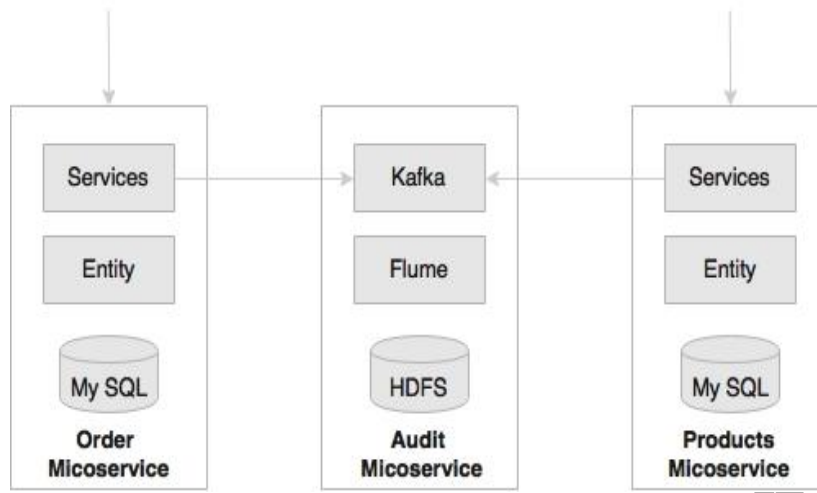 Services
Entity
My SQL
Order
Micoservice
Kafka
Flume
HDFS
Audit
Micoservice
Services
Entity
My SQL
Products
Micoservice